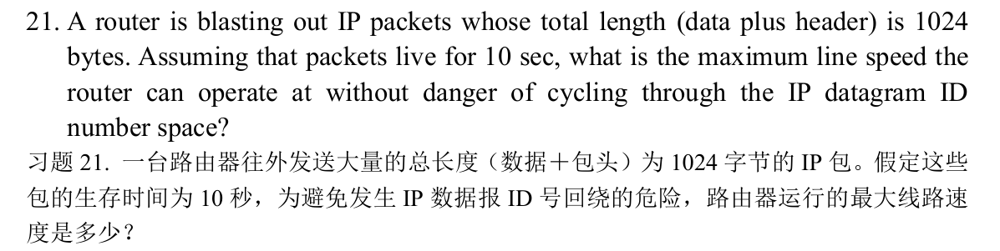 21. A router is blasting out IP packets whose total length (data plus header) is 1024
bytes. Assuming that packets live for 10 sec, what is the maximum line speed the
router can operate at without danger of cycling through the IP datagram ID
number space?
习题 21. 一台路由器往外发送大量的总长度（数据＋包头）为 1024 字节的 IP 包。假定这些
包的生存时间为 10 秒，为避免发生 IP 数据报 ID 号回绕的危险，路由器运行的最大线路速
度是多少？